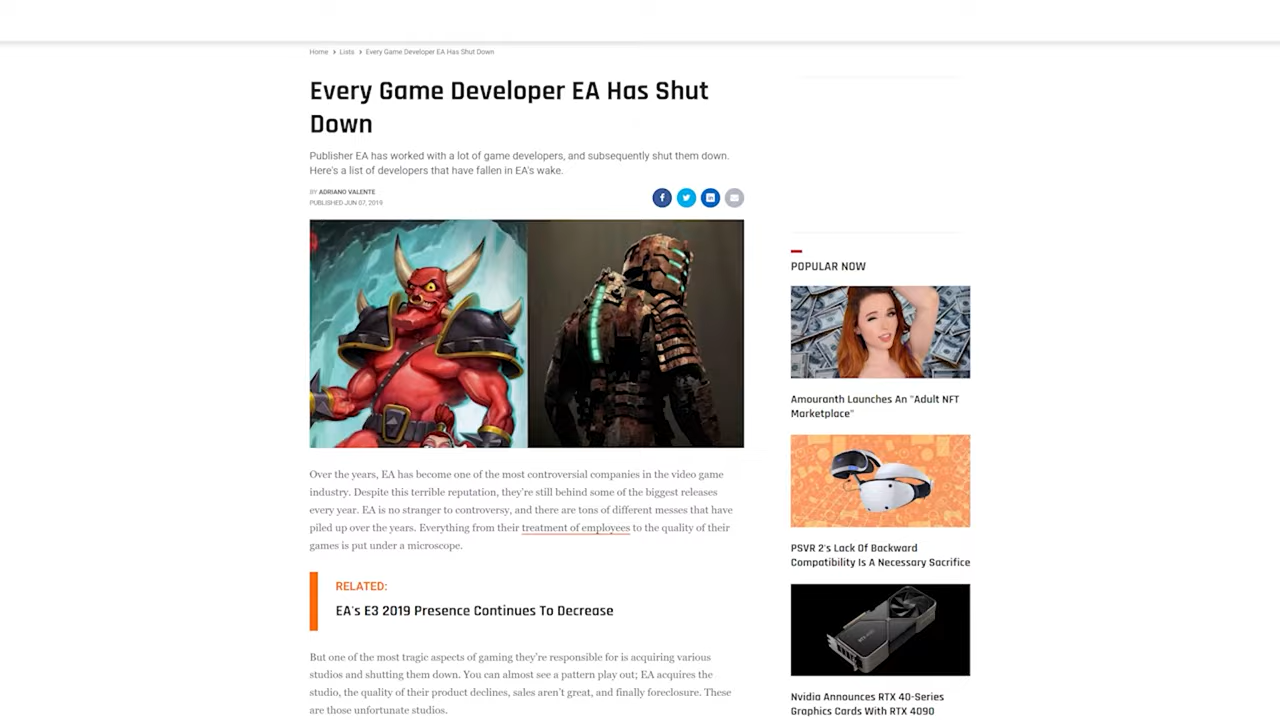 Home > Lists > Every Game Developer EA Has Shut Down
Every Game Developer EA Has Shut
Down
Publisher EA has worked with a lot of game developers, and subsequently shut them down.
Here's a list of developers that have fallen in EA's wake.
BY ADRIANO VALENTE
PUBLISHED JUN 07, 2019
Over the years, EA has become one of the most controversial companies in the video game
industry. Despite this terrible reputation, they're still behind some of the biggest releases
every year. EA is no stranger to controversy, and there are tons of different messes that have
piled up over the years. Everything from their treatment of employees to the quality of their
games is put under a microscope.
RELATED:
EA's E3 2019 Presence Continues To Decrease
But one of the most tragic aspects of gaming they're responsible for is acquiring various
studios and shutting them down. You can almost see a pattern play out; EA acquires the
studio, the quality of their product declines, sales aren't great, and finally foreclosure. These
are those unfortunate studios.
POPULAR NOW
Amouranth Launches An "Adult NFT
Marketplace"
PSVR 2's Lack Of Backward
Compatibility Is A Necessary Sacrifice
Nvidia Announces RTX 40-Series
Graphics Cards With RTX 4090